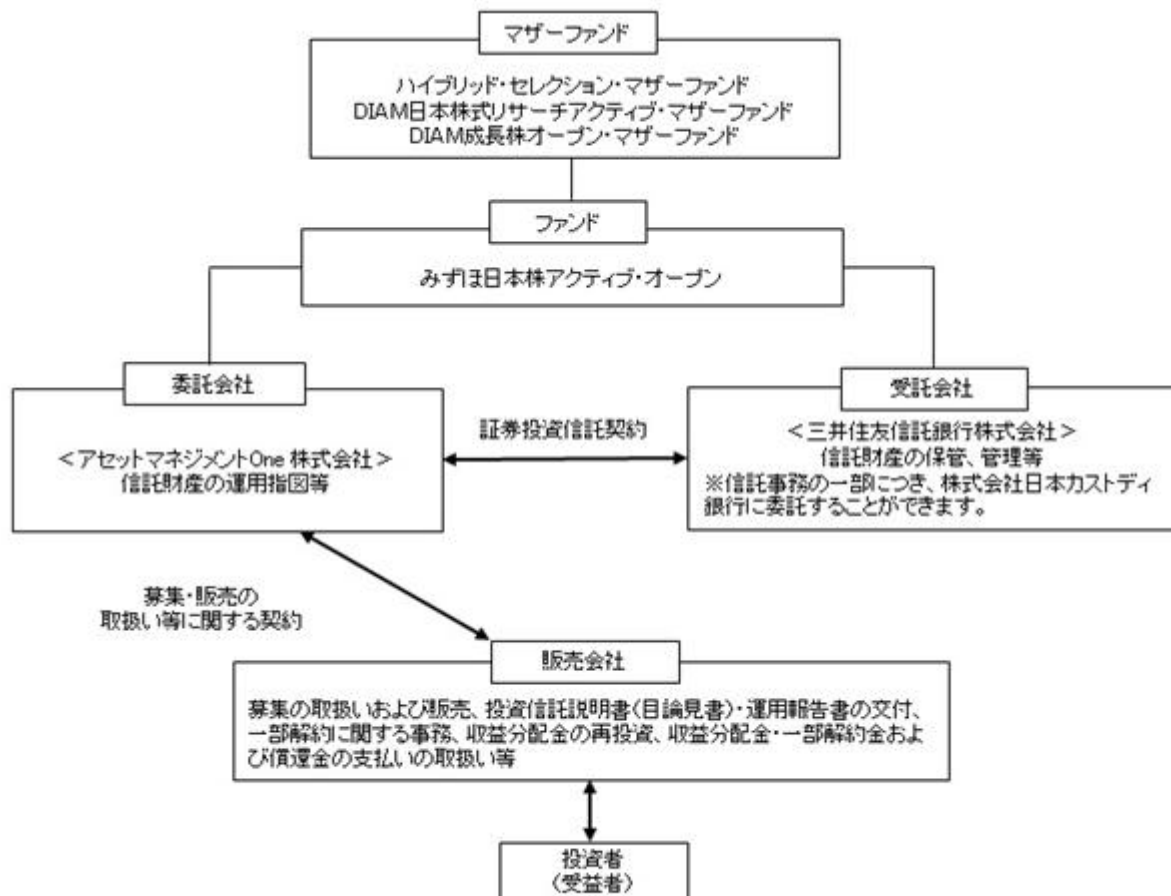 マザーファンド
ハイブリッド・セレクション・マザーファンド
DIAM日本株式リサーチアクティブ・マザーファンド
DIAM成長株オープン・マザーファンド
ファンド
みずほ日本株アクティブ・オープン
委託会社
<アセットマネジメントOne 株式会社>
信託財産の運用指図等
証券投資信託契約
受託会社
<三井住友信託銀行株式会社>
信託財産の保管、管理等
※信託事務の一部につき、株式会社日本カストディ
銀行に委託することができます。
募集・販売の
取扱い等に関する契約
販売会社
募集の取扱いおよび販売、投資信託説明書(目論見書)・運用報告書の交付、
一部解約に関する事務、収益分配金の再投資、収益分配金・一部解約金およ
び償還金の支払いの取扱い等
投資者
(受益者)